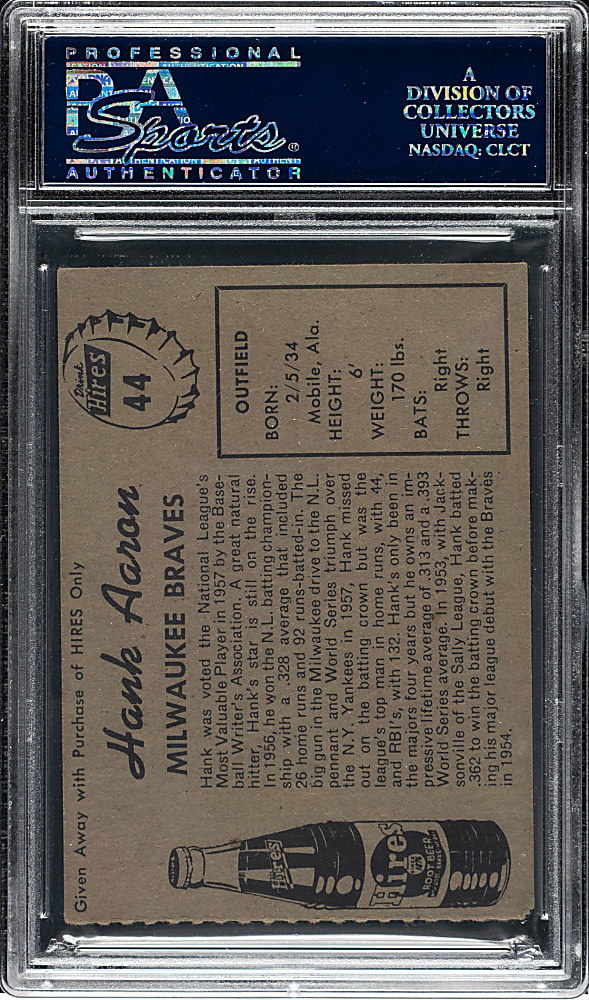 PROFESSIONAL
PSA
Sports®
AUTHENTICATOR
A
DIVISION OF
COLLECTORS
UNIVERSE
NASDAQ: CLCT
Given Away with Purchase of HIRES Only
Hank Aaron
MILWAUKEE BRAVES
Drink
Hires
44
Hank was voted the National League's
Most Valuable Player in 1957 by the Base-
ball Writer's Association. A great natural
hitter, Hank's star is still on the rise.
In 1956, he won the N.L. batting champion-
ship with a .328 average that included
26 home runs and 92 runs-batted-in. The
big gun in the Milwaukee drive to the N.L.
pennant and World Series triumph over
the N.Y. Yankees in 1957, Hank missed
out on the batting crown but was the
league's top man in home runs, with 44,
and RBI's, with 132. Hank's only been in
the majors four years but he owns an im-
pressive lifetime average of .313 and a .393
World Series average. In 1953, with Jack-
sonville of the Sally League, Hank batted
.362 to win the batting crown before mak-
ing his major league debut with the Braves
in 1954.
OUTFIELD
BORN:
2/5/34
Mobile, Ala.
HEIGHT:
6'
WEIGHT:
170 lbs.
BATS:
Right
THROWS:
Right
Hires
Hires
ROOT BEER